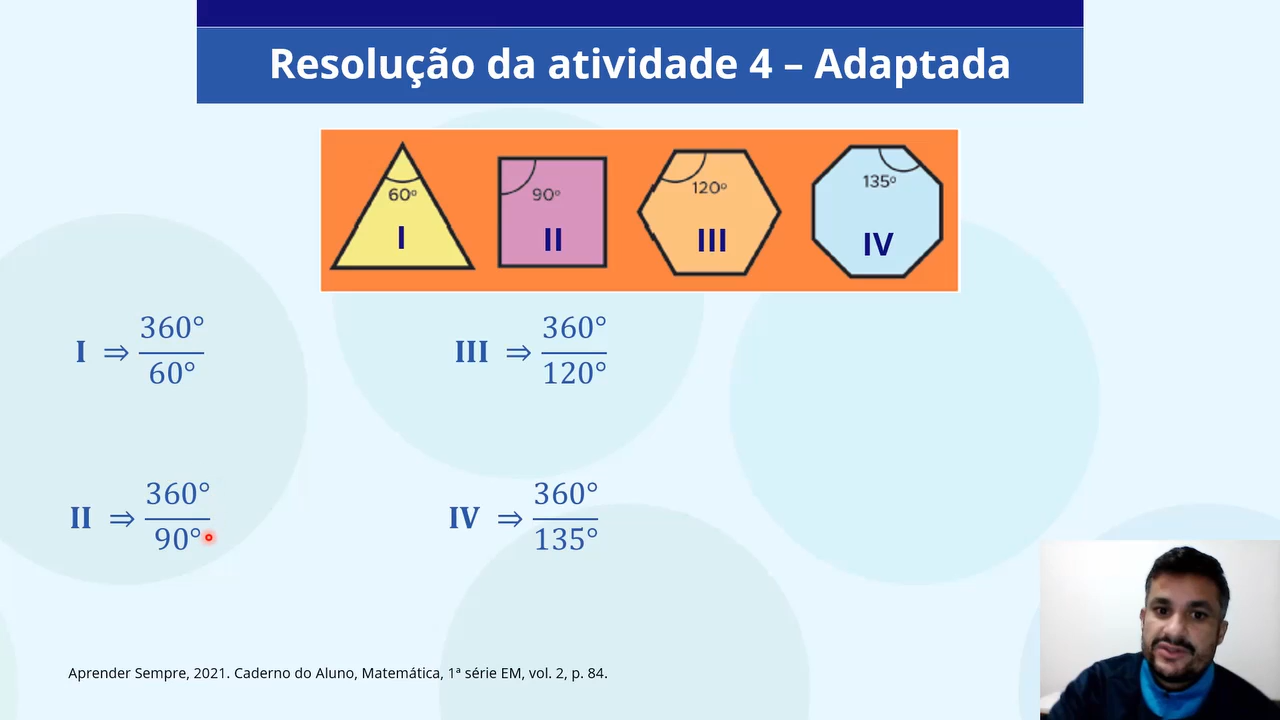 Resolução da atividade 4 – Adaptada
60º
90º
120º
135º
I
II
III
IV
I ⇒ 360°/60°
III ⇒ 360°/120°
II ⇒ 360°/90°
IV ⇒ 360°/135°
Aprender Sempre, 2021. Caderno do Aluno, Matemática, 1ª série EM, vol. 2, p. 84.